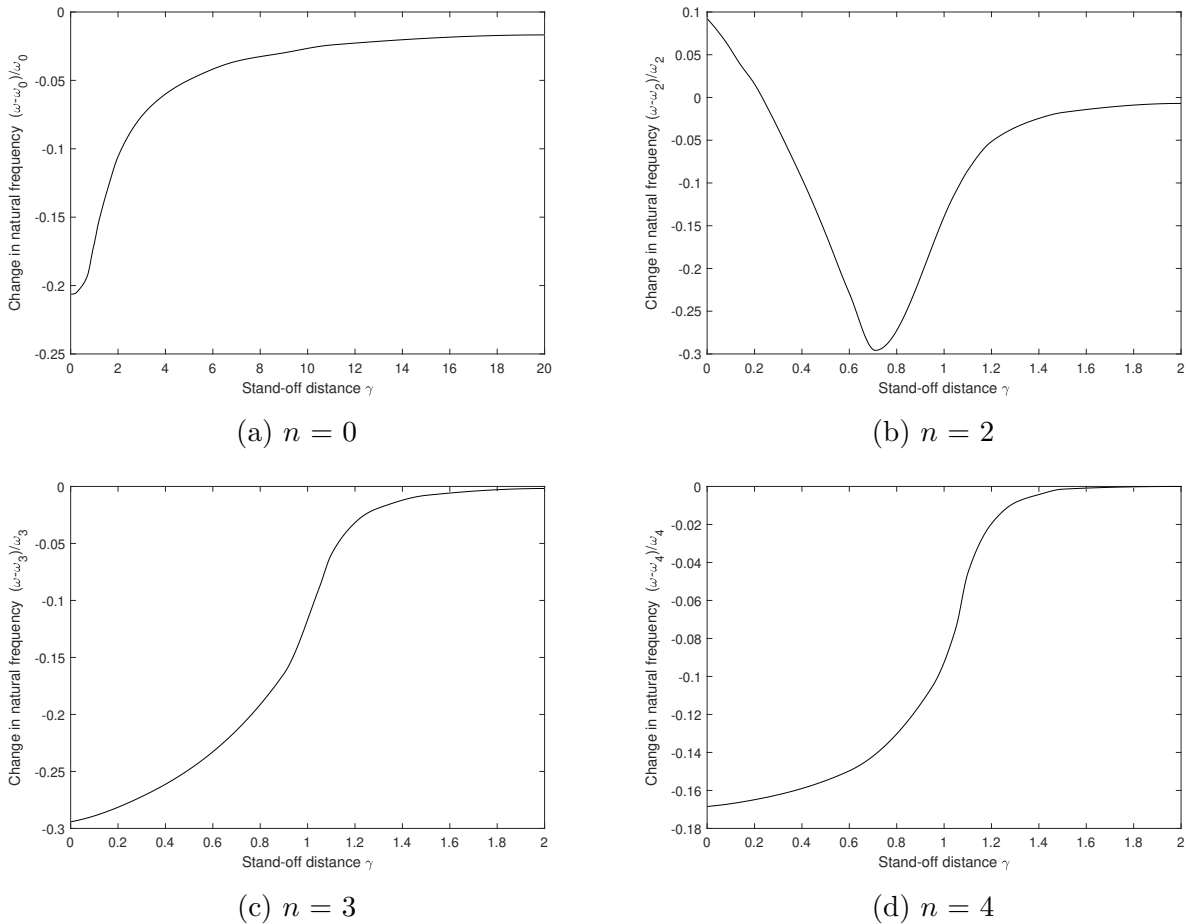 0
-0.05
-0.1
-0.15
-0.2
-0.25
Change in natural frequency (ω-ω₀)/ω₀
0 2 4 6 8 10 12 14 16 18 20
Stand-off distance γ
(a) n = 0
0.1
0.05
0
-0.05
-0.1
-0.15
-0.2
-0.25
-0.3
Change in natural frequency (ω-ω₂)/ω₂
0 0.2 0.4 0.6 0.8 1 1.2 1.4 1.6 1.8 2
Stand-off distance γ
(b) n = 2
0
-0.05
-0.1
-0.15
-0.2
-0.25
-0.3
Change in natural frequency (ω-ω₃)/ω₃
0 0.2 0.4 0.6 0.8 1 1.2 1.4 1.6 1.8 2
Stand-off distance γ
(c) n = 3
0
-0.02
-0.04
-0.06
-0.08
-0.1
-0.12
-0.14
-0.16
-0.18
Change in natural frequency (ω-ω₄)/ω₄
0 0.2 0.4 0.6 0.8 1 1.2 1.4 1.6 1.8 2
Stand-off distance γ
(d) n = 4